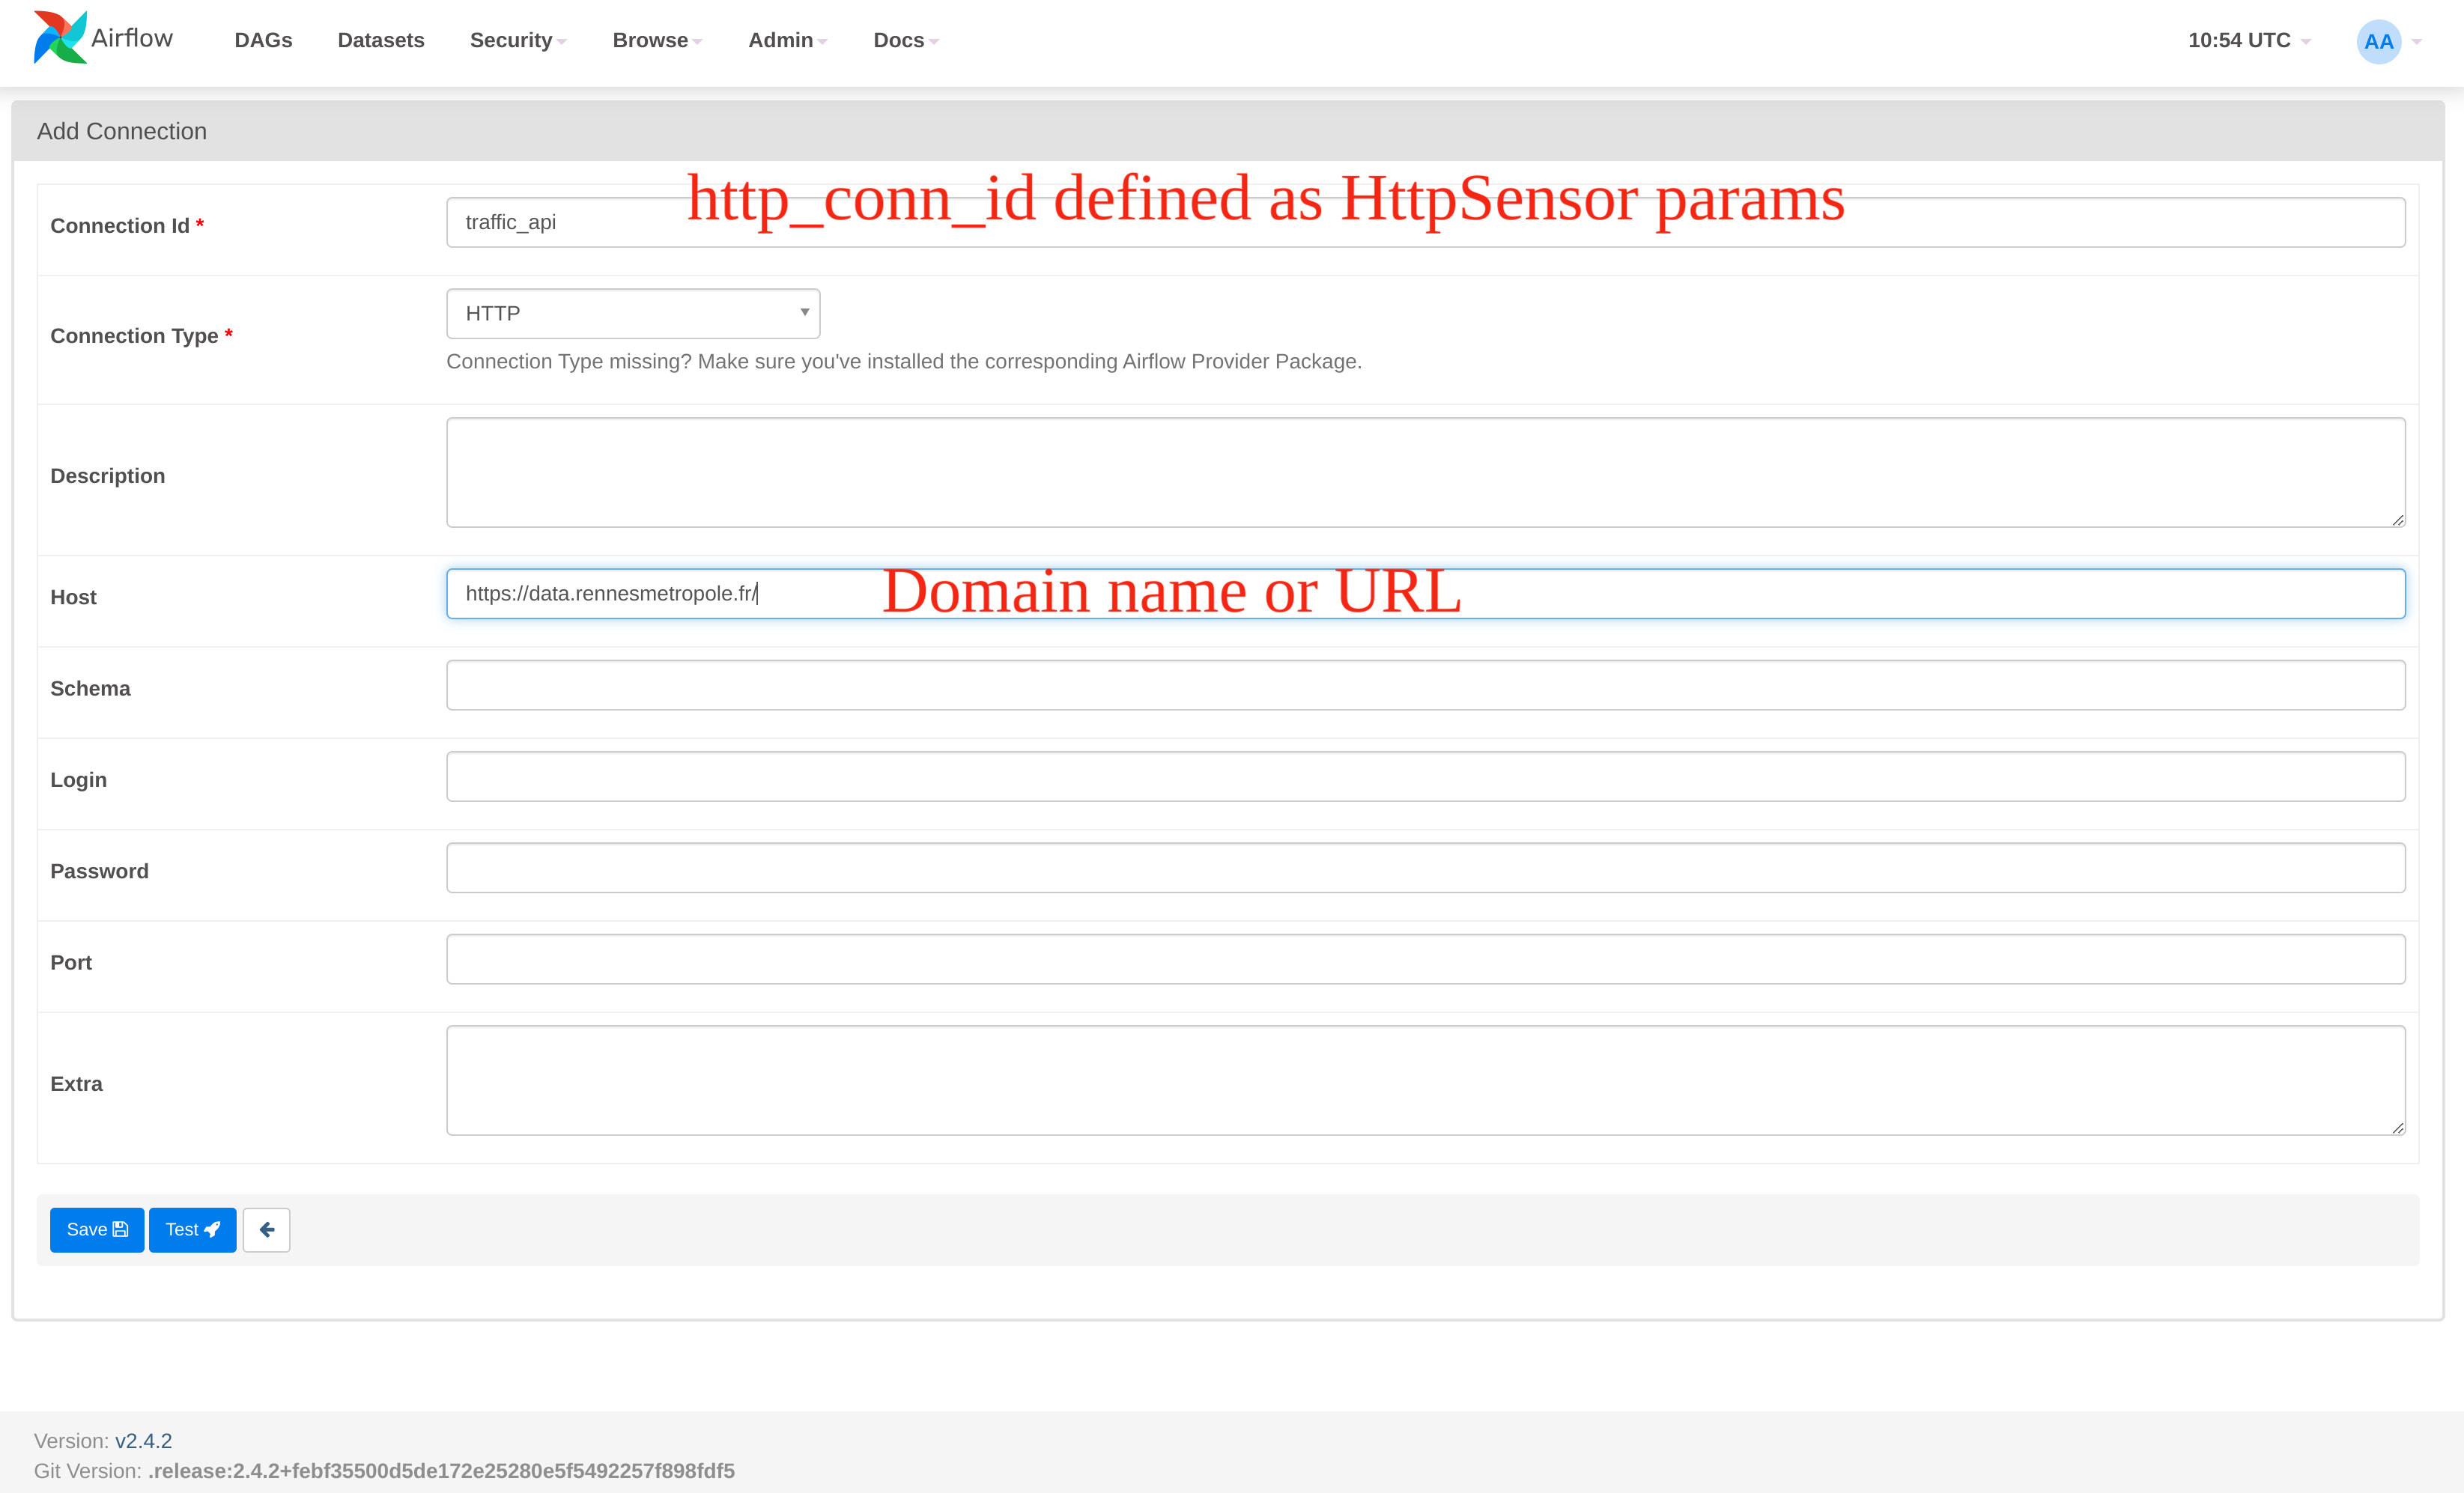 Airflow DAGs Datasets Security Browse Admin Docs 10:54 UTC AA
Add Connection
http_conn_id defined as HttpSensor params
Connection Id * traffic_api
Connection Type * HTTP
Connection Type missing? Make sure you've installed the corresponding Airflow Provider Package.
Description
Host https://data.rennesmetropole.fr/ Domain name or URL
Schema
Login
Password
Port
Extra
Save Test
Version: v2.4.2
Git Version: .release:2.4.2+febf35500d5de172e25280e5f5492257f898fdf5